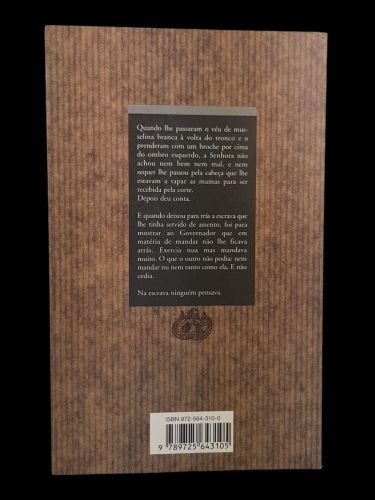 Quando lhe passaram o véu de mus-
selina branca à volta do tronco e o
prenderam com um broche por cima
do ombro esquerdo, a Senhora não
achou nem bem nem mal, e nem
sequer lhe passou pela cabeça que lhe
estavam a tapar as mamas para ser
recebida pela corte.
Depois deu conta.
E quando deixou para trás a escrava que
lhe tinha servido de assento, foi para
mostrar ao Governador que em
matéria de mandar não lhe ficava
atrás. Exercia nua mas mandava
muito. O que o outro não podia: nem
mandar nu nem tanto como ela. E não
cedia.
Na escrava ninguém pensava.
ISBN 972-564-310-0
9 789725 643105